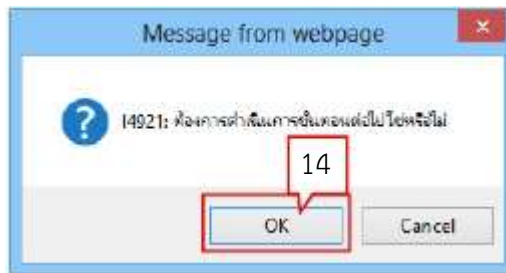 Message from webpage
x
I4921: ต้องการดำเนินการขั้นตอนต่อไปใช่หรือไม่
14
OK
Cancel